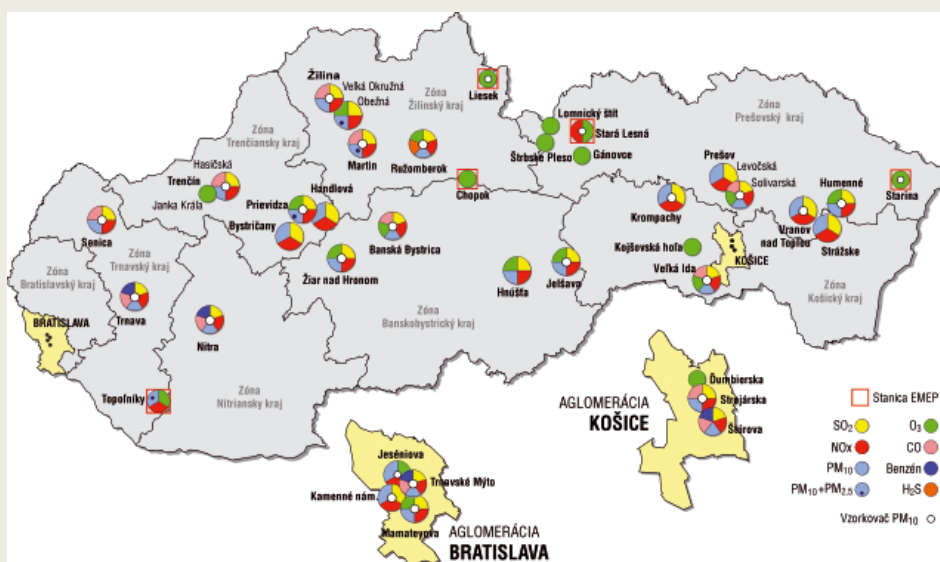 Žilina
Veľká Okružná
Obežná
Zóna
Žilinský kraj
Liesek
Lomnický štít
Stará Lesná
Štrbské Pleso
Gánovce
Zóna
Prešovský kraj
Zóna
Trenčiansky kraj
Hasičská
Trenčín
Janka Kráľa
Martin
Ružomberok
Chopok
Prešov
Levočská
Solivarská
Humenné
Starina
Handlová
Prievidza
Bystričany
Banská Bystrica
Krompachy
Vranov
nad Topľou
Strážske
Senica
Kojšovská hoľa
KOŠICE
Veľká Ida
Zóna
Trnavský kraj
Zóna
Bratislavský kraj
Žiar nad Hronom
Hnúšťa
Jelšava
Zóna
Košický kraj
Trnava
Nitra
BRATISLAVA
Zóna
Banskobystrický kraj
Zóna
Nitriansky kraj
Topoľníky
AGLOMERÁCIA
KOŠICE
Ďumbierska
Strojárska
Štúrova
Stanica EMEP
SO2
O3
NOx
CO
PM10
Benzén
PM10+PM2,5
H2S
Vzorkovač PM10
Jeséniova
Trnavské Mýto
Kamenné nám.
Mamateyova
AGLOMERÁCIA
BRATISLAVA